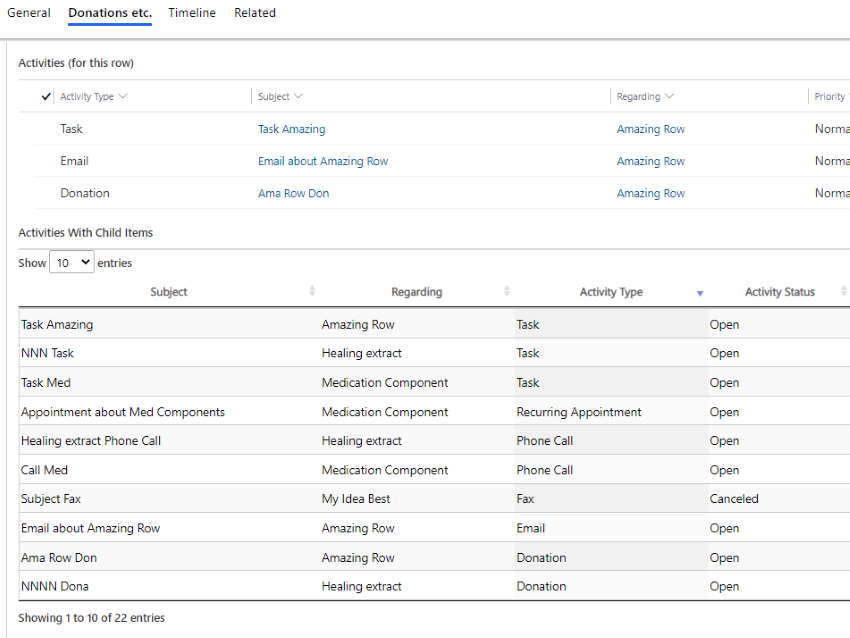 General Donations etc. Timeline Related
Activities (for this row)
Activity Type Subject Regarding Priority
Task Task Amazing Amazing Row Norma
Email Email about Amazing Row Amazing Row Norma
Donation Ama Row Don Amazing Row Norma
Activities With Child Items
Show 10 entries
Subject Regarding Activity Type Activity Status
Task Amazing Amazing Row Task Open
NNN Task Healing extract Task Open
Task Med Medication Component Task Open
Appointment about Med Components Medication Component Recurring Appointment Open
Healing extract Phone Call Healing extract Phone Call Open
Call Med Medication Component Phone Call Open
Subject Fax My Idea Best Fax Canceled
Email about Amazing Row Amazing Row Email Open
Ama Row Don Amazing Row Donation Open
NNNN Dona Healing extract Donation Open
Showing 1 to 10 of 22 entries